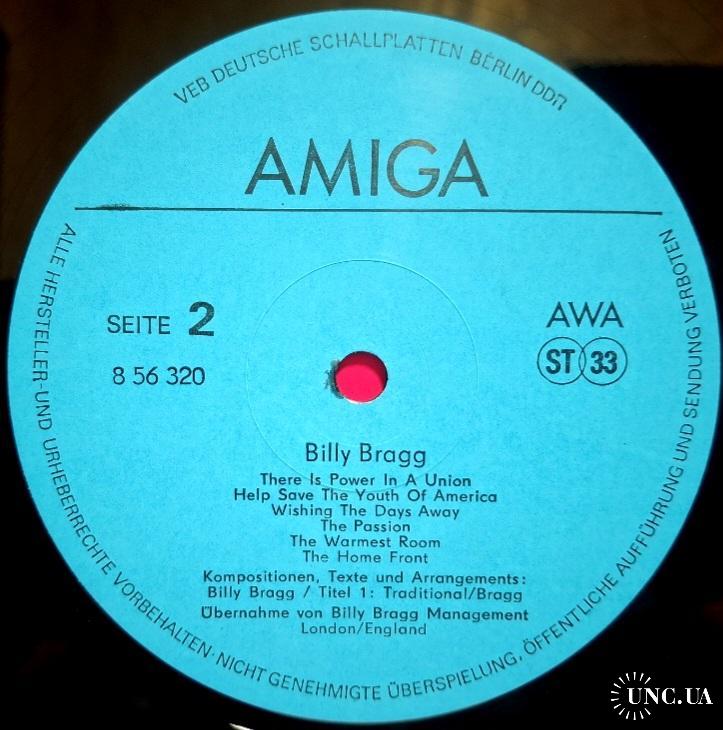 VEB DEUTSCHE SCHALLPLATTEN BERLIN DDR
AMIGA
SEITE 2
8 56 320
AWA
ST 33
Billy Bragg
There Is Power In A Union
Help Save The Youth Of America
Wishing The Days Away
The Passion
The Warmest Room
The Home Front
Kompositionen, Texte und Arrangements:
Billy Bragg / Titel 1: Traditional/Bragg
Übernahme von Billy Bragg Management
London/England
ALLE HERSTELLER-UND URHEBERRECHTE VORBEHALTEN·NICHT GENEHMIGTE ÜBERSPIELUNG, ÖFFENTLICHE AUFFÜHRUNG UND SENDUNG VERBOTEN
UNC.UA